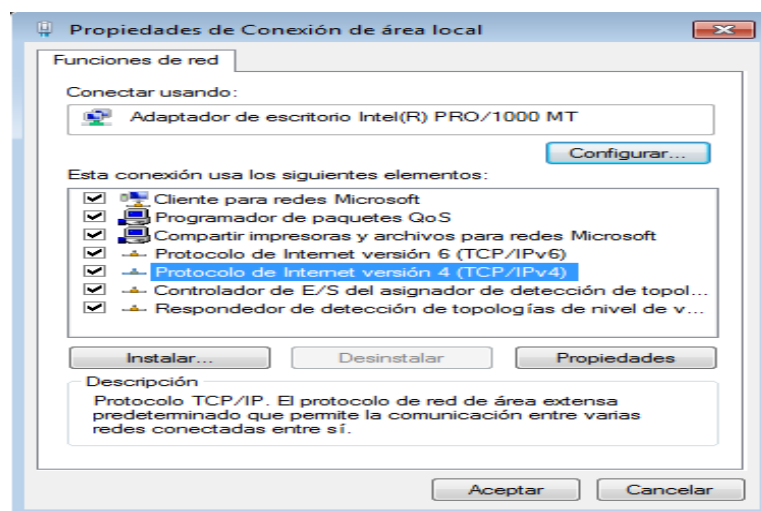 Propiedades de Conexión de área local
Funciones de red
Conectar usando:
Adaptador de escritorio Intel(R) PRO/1000 MT
Configurar...
Esta conexión usa los siguientes elementos:
Cliente para redes Microsoft
Programador de paquetes QoS
Compartir impresoras y archivos para redes Microsoft
Protocolo de Internet versión 6 (TCP/IPv6)
Protocolo de Internet versión 4 (TCP/IPv4)
Controlador de E/S del asignador de detección de topol...
Respondedor de detección de topologías de nivel de v...
Instalar...
Desinstalar
Propiedades
Descripción
Protocolo TCP/IP. El protocolo de red de área extensa
predeterminado que permite la comunicación entre varias
redes conectadas entre sí.
Aceptar
Cancelar